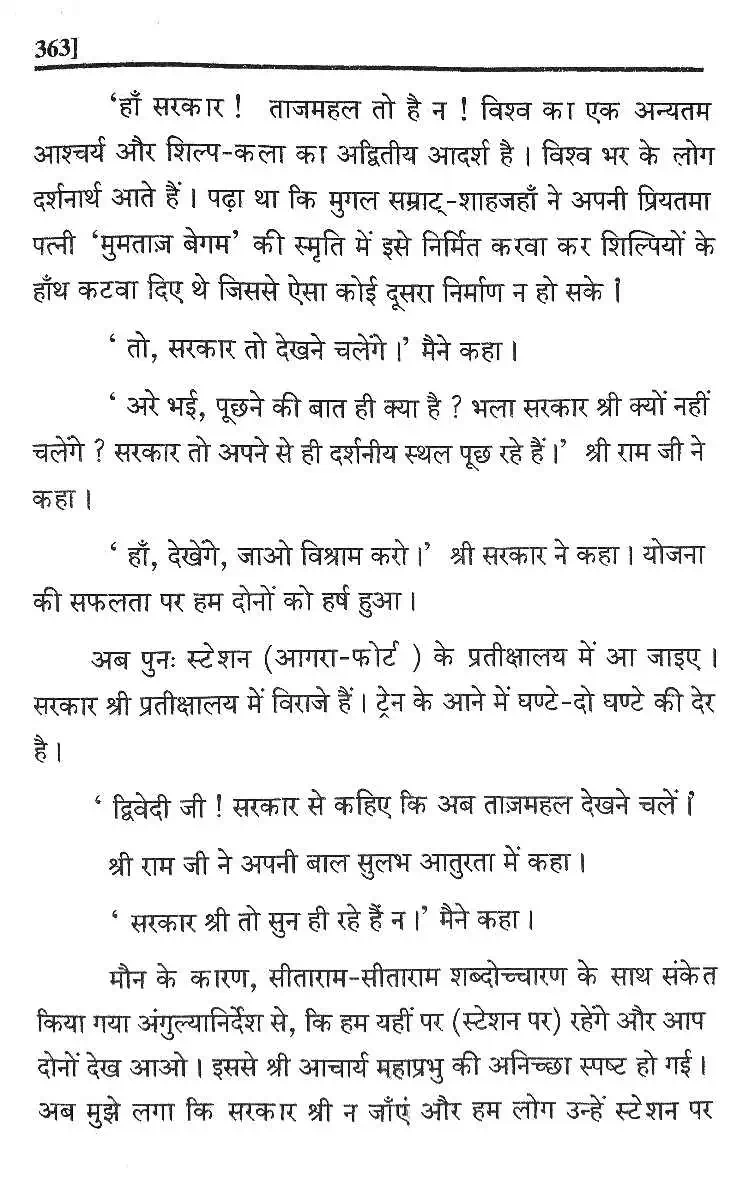 363]
‘हाँ सरकार ! ताजमहल तो है न ! विश्व का एक अन्यतम
आश्चर्य और शिल्प-कला का अद्वितीय आदर्श है । विश्व भर के लोग
दर्शनार्थ आते हैं । पढ़ा था कि मुगल सम्राट्-शाहजहाँ ने अपनी प्रियतमा
पत्नी ‘मुमताज़ बेगम’ की स्मृति में इसे निर्मित करवा कर शिल्पियों के
हाँथ कटवा दिए थे जिससे ऐसा कोई दूसरा निर्माण न हो सके ।
‘ तो, सरकार तो देखने चलेंगे ।’ मैने कहा ।
‘ अरे भई, पूछने की बात ही क्या है ? भला सरकार श्री क्यों नहीं
चलेंगे ? सरकार तो अपने से ही दर्शनीय स्थल पूछ रहे हैं ।’ श्री राम जी ने
कहा ।
‘ हाँ, देखेंगे, जाओ विश्राम करो ।’ श्री सरकार ने कहा । योजना
की सफलता पर हम दोनों को हर्ष हुआ ।
अब पुनः स्टेशन (आगरा-फोर्ट ) के प्रतीक्षालय में आ जाइए ।
सरकार श्री प्रतीक्षालय में विराजे हैं । ट्रेन के आने में घण्टे-दो घण्टे की देर
है ।
‘ द्विवेदी जी ! सरकार से कहिए कि अब ताज़महल देखने चलें ।
श्री राम जी ने अपनी बाल सुलभ आतुरता में कहा ।
‘ सरकार श्री तो सुन ही रहे हैं न ।’ मैने कहा ।
मौन के कारण, सीताराम-सीताराम शब्दोच्चारण के साथ संकेत
किया गया अंगुल्यानिर्देश से, कि हम यहीं पर (स्टेशन पर) रहेंगे और आप
दोनों देख आओ । इससे श्री आचार्य महाप्रभु की अनिच्छा स्पष्ट हो गई ।
अब मुझे लगा कि सरकार श्री न जाँएं और हम लोग उन्हें स्टेशन पर